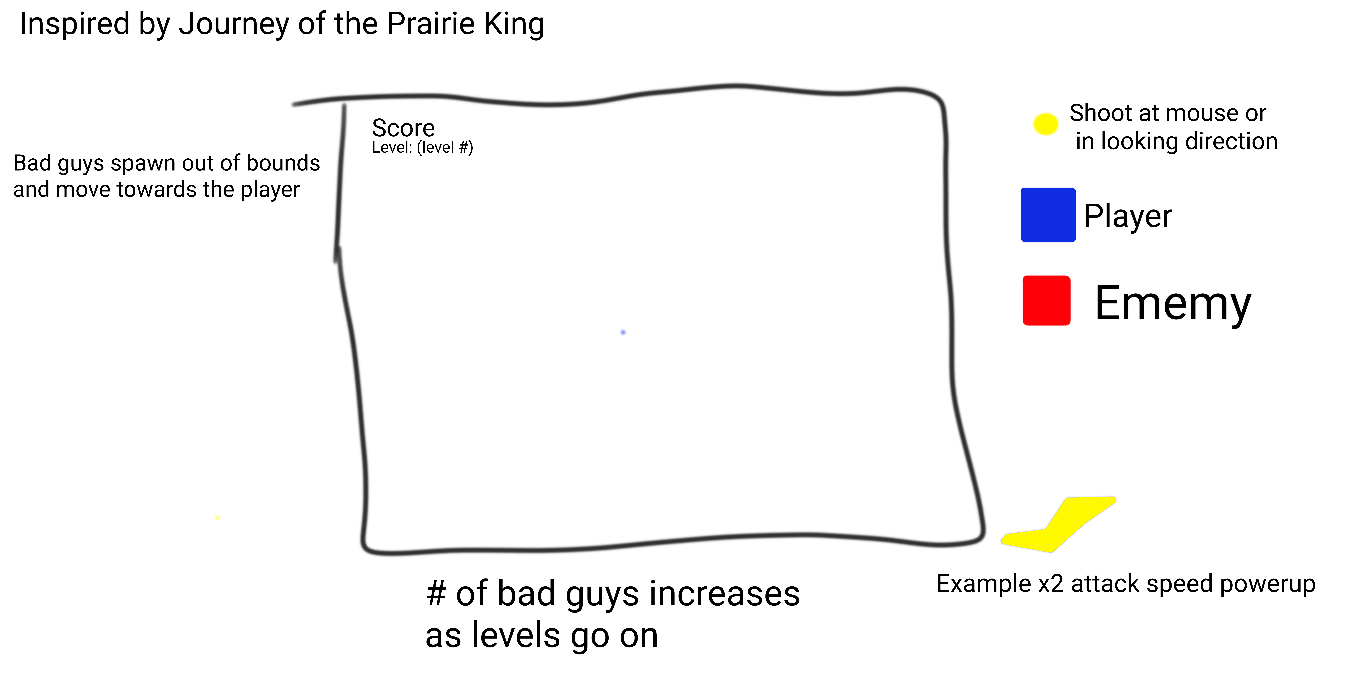 Inspired by Journey of the Prairie King
Score
Level: (level #)
Bad guys spawn out of bounds
and move towards the player
Shoot at mouse or
in looking direction
Player
Ememy
Example x2 attack speed powerup
# of bad guys increases
as levels go on